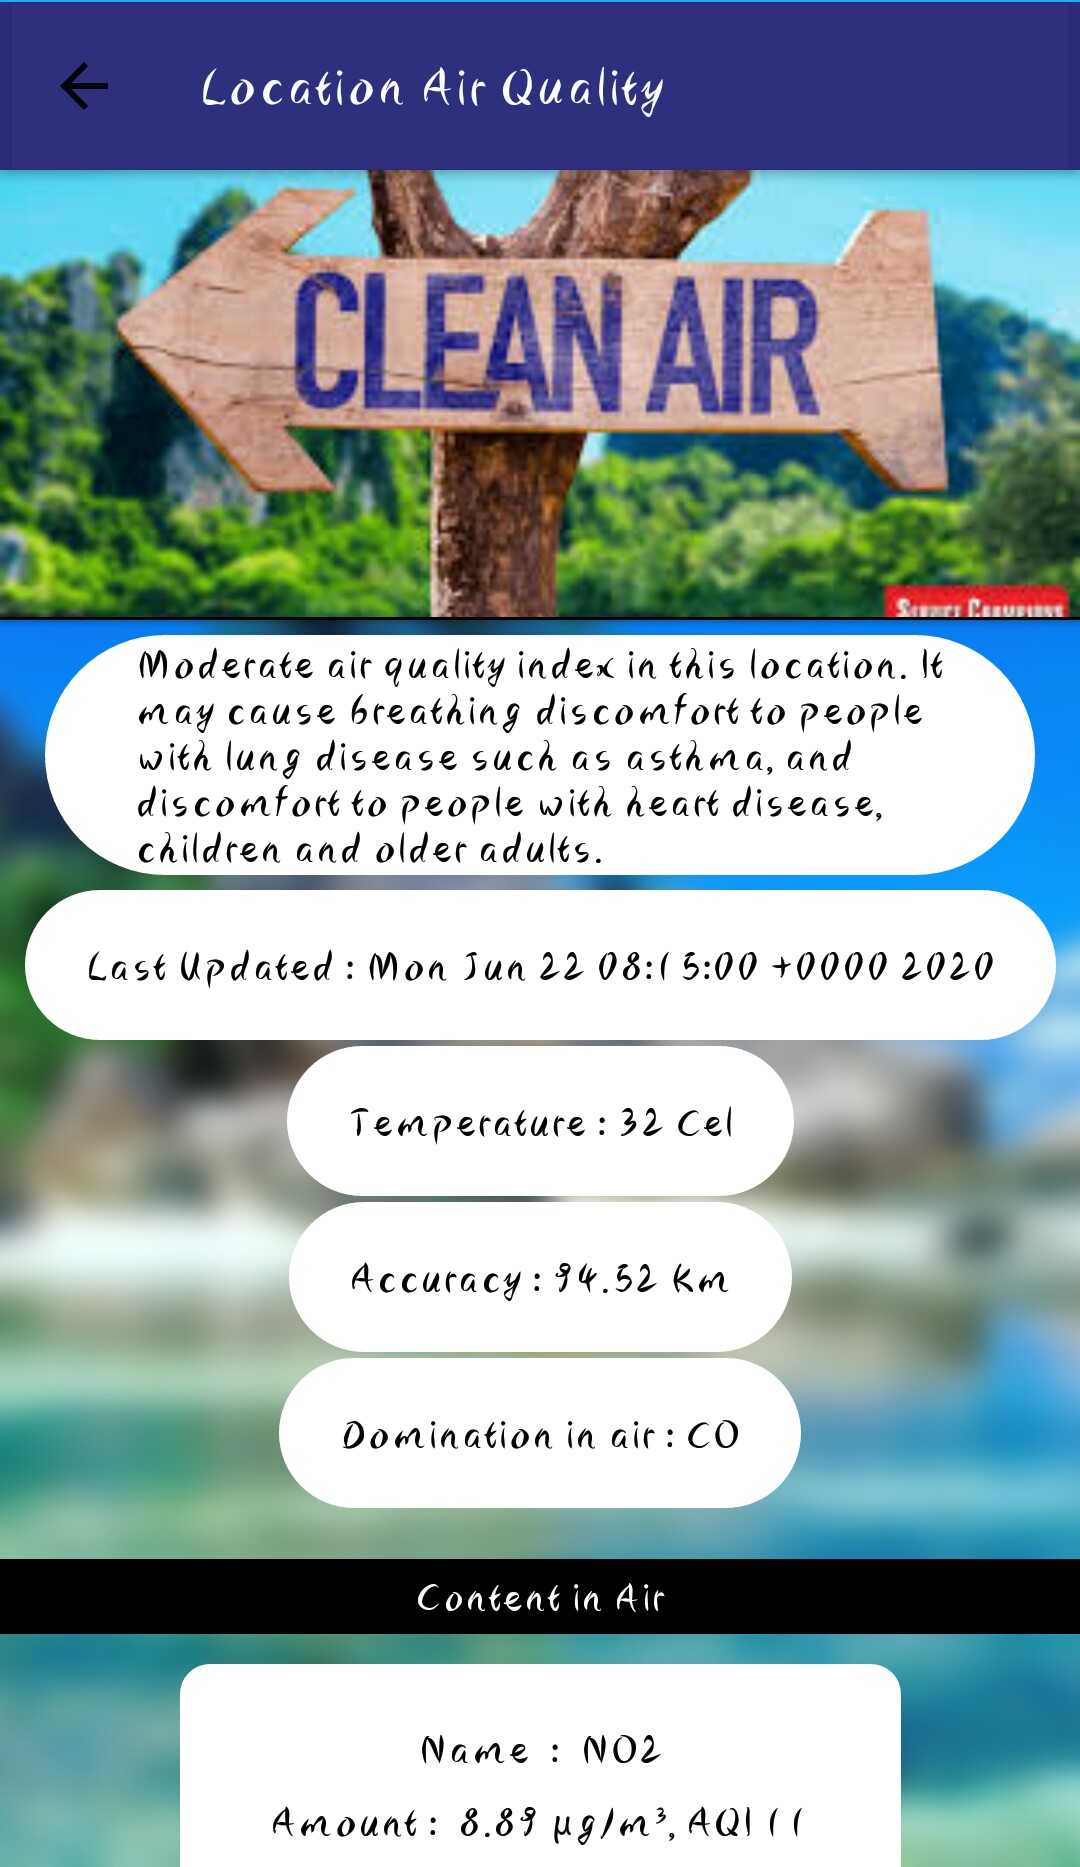 Location Air Quality
CLEAN AIR
Moderate air quality index in this location. It
may cause breathing discomfort to people
with lung disease such as asthma, and
discomfort to people with heart disease,
children and older adults.
Last Updated : Mon Jun 22 08:15:00 +0000 2020
Temperature : 32 Cel
Accuracy : 94.52 Km
Domination in air : CO
Content in Air
Name : NO2
Amount : 8.89 µg/m³, AQI 11